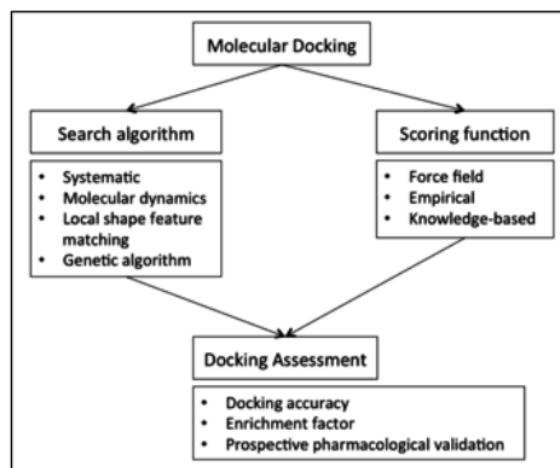 Molecular Docking
Search algorithm
• Systematic
• Molecular dynamics
• Local shape feature
matching
• Genetic algorithm
Scoring function
• Force field
• Empirical
• Knowledge-based
Docking Assessment
• Docking accuracy
• Enrichment factor
• Prospective pharmacological validation